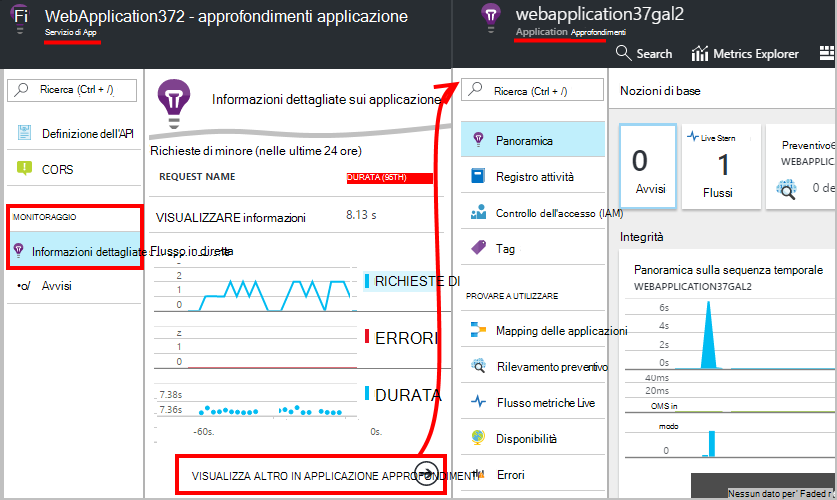 Fi
WebApplication372 - approfondimenti applicazione
Servizio di App
Ricerca (Ctrl + /)
Definizione dell'API
CORS
MONITORAGGIO
Informazioni dettagliate
Avvisi
Informazioni dettagliate sui applicazione
Richieste di minore (nelle ultime 24 ore)
REQUEST NAME
DURATA (95TH)
VISUALIZZARE informazioni
8.13 s
Flusso in diretta
2
1
0
RICHIESTE DI
2
1
0
ERRORI
7.38s
7.36s
DURATA
-60s.
0s.
VISUALIZZA ALTRO IN APPLICAZIONE APPROFONDIMENTI
webapplication37gal2
Application Approfondimenti
Search
Metrics Explorer
Ricerca (Ctrl + /)
Panoramica
Registro attività
Controllo dell'accesso (IAM)
Tag
PROVARE A UTILIZZARE
Mapping delle applicazioni
Rilevamento preventivo
Flusso metriche Live
Disponibilità
Errori
Nozioni di base
0
Avvisi
Live Stern
1
Flussi
Preventivo
WEBAPPLIC
0 de
Integrità
Panoramica sulla sequenza temporale
WEBAPPLICATION37GAL2
6s
4s
2s
0s
40ms
20ms
OMS in
modo
0
Nessun dato per' Faded r